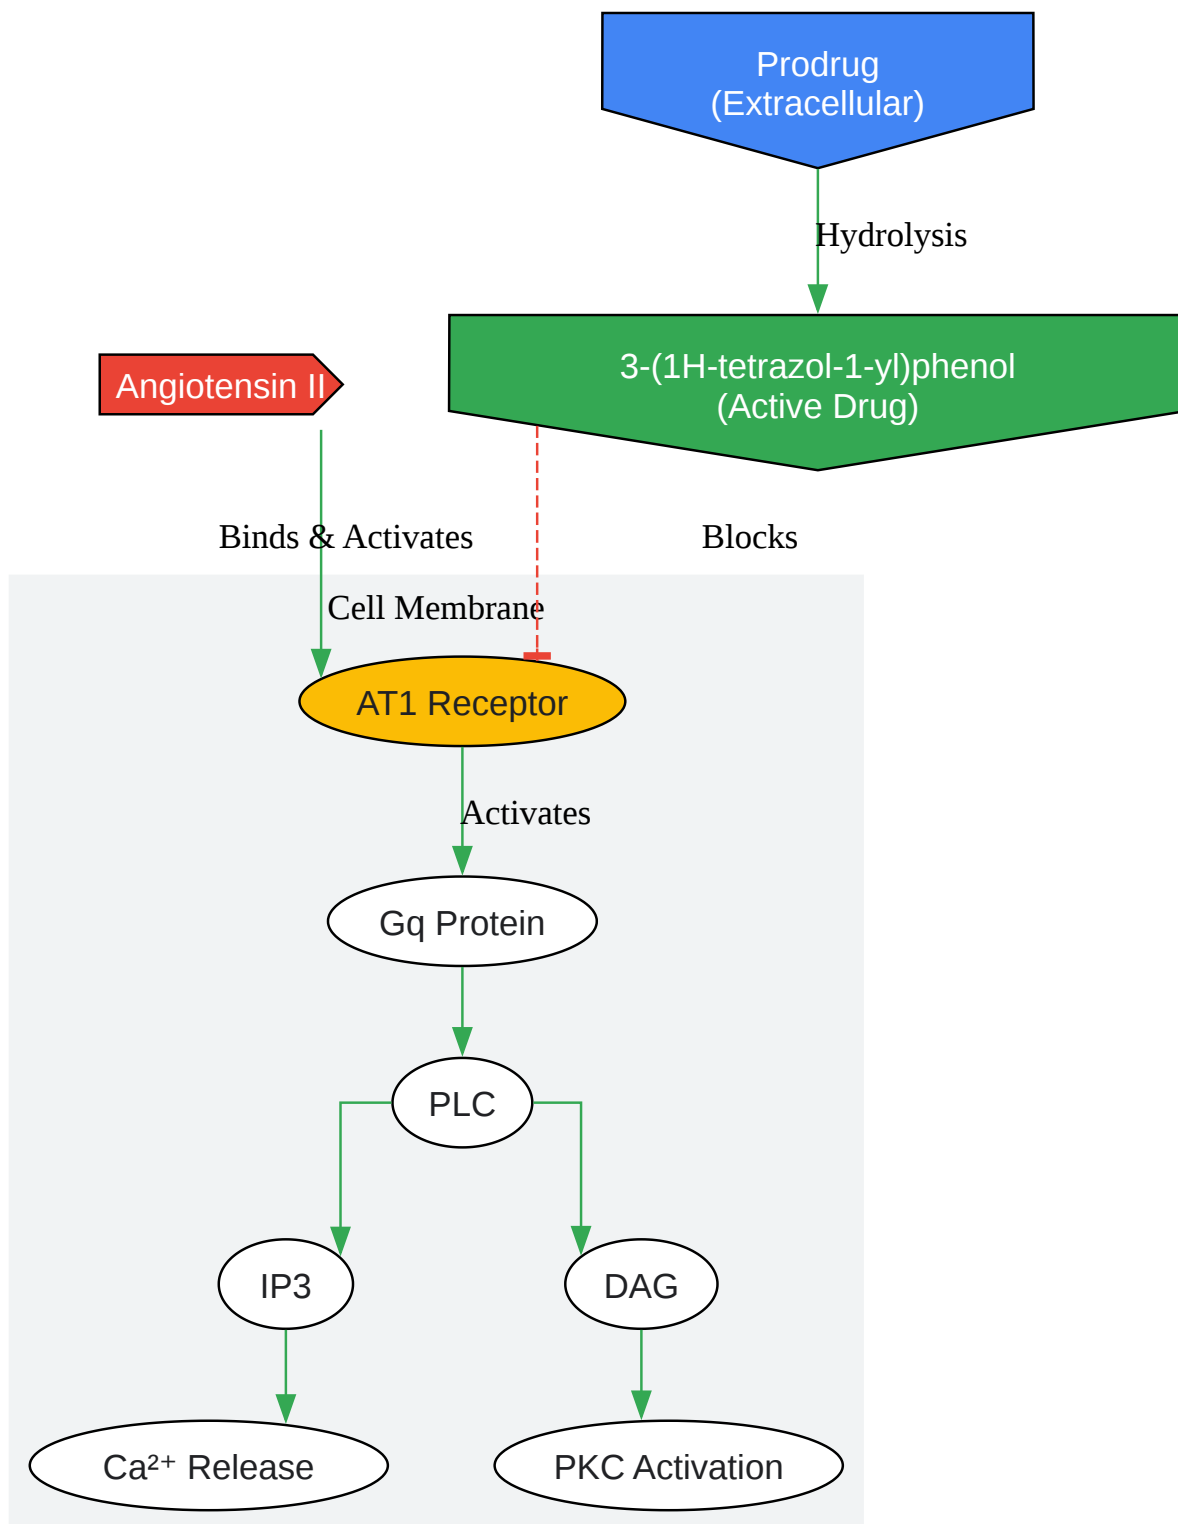 Prodrug
(Extracellular)
Hydrolysis
Angiotensin II
3-(1H-tetrazol-1-yl)phenol
(Active Drug)
Binds & Activates
Blocks
Cell Membrane
AT1 Receptor
Activates
Gq Protein
PLC
IP3
DAG
Ca²⁺ Release
PKC Activation